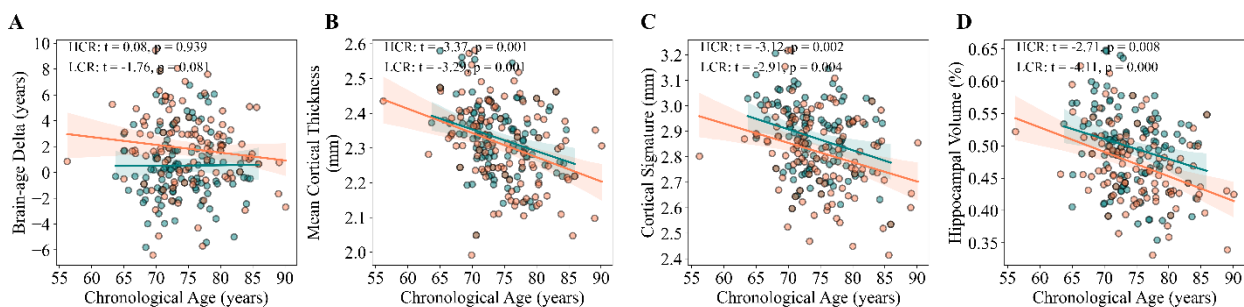 A
HCR: t = 0.08, p = 0.939
LCR: t = -1.76, p = 0.081
Brain-age Delta (years)
10
8
6
4
2
0
−2
−4
−6
55 60 65 70 75 80 85 90
Chronological Age (years)
B
HCR: t = -3.37, p = 0.001
LCR: t = -3.29, p = 0.001
Mean Cortical Thickness
(mm)
2.6
2.5
2.4
2.3
2.2
2.1
2.0
55 60 65 70 75 80 85 90
Chronological Age (years)
C
HCR: t = -3.12, p = 0.002
LCR: t = -2.91, p = 0.004
Cortical Signature (mm)
3.2
3.1
3.0
2.9
2.8
2.7
2.6
2.5
2.4
55 60 65 70 75 80 85 90
Chronological Age (years)
D
HCR: t = -2.71, p = 0.008
LCR: t = -4.11, p = 0.000
Hippocampal Volume (%)
0.65
0.60
0.55
0.50
0.45
0.40
0.35
55 60 65 70 75 80 85 90
Chronological Age (years)